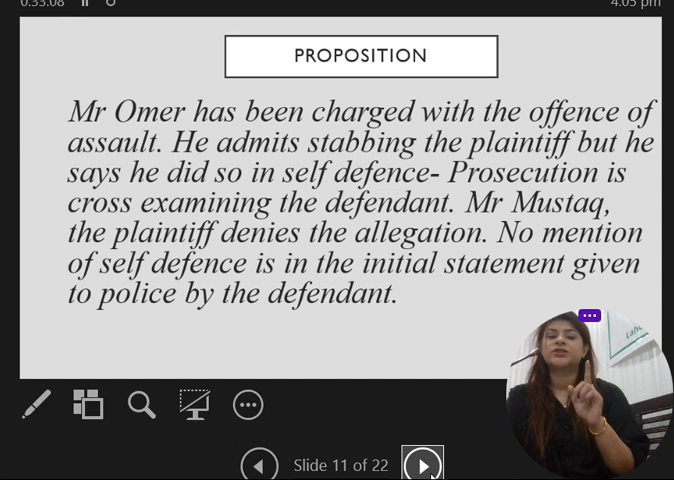 0:33:08
4:05 pm
PROPOSITION
Mr Omer has been charged with the offence of
assault. He admits stabbing the plaintiff but he
says he did so in self defence- Prosecution is
cross examining the defendant. Mr Mustaq,
the plaintiff denies the allegation. No mention
of self defence is in the initial statement given
to police by the defendant.
Slide 11 of 22